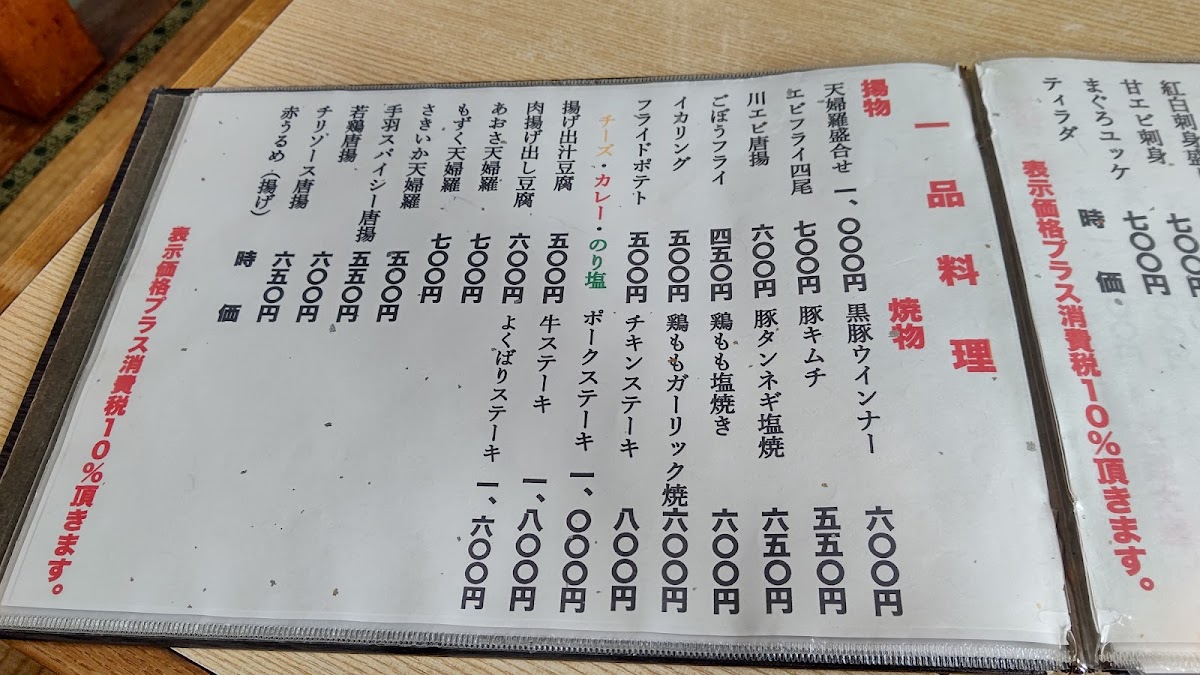 紅白刺身
甘エビ刺身 七〇〇円
まぐろユッケ 七〇〇円
ティラダ 時価
表示価格プラス消費税10%頂きます。
一品料理
揚物
天婦羅盛合せ 一、〇〇〇円
エビフライ四尾 七〇〇円
川エビ唐揚 六〇〇円
ごぼうフライ 四五〇円
イカリング 五〇〇円
フライドポテト 五〇〇円
チーズ・カレー・のり塩
揚げ出汁豆腐 五〇〇円
肉揚げ出し豆腐 六〇〇円
あおさ天婦羅 七〇〇円
もずく天婦羅 七〇〇円
さきいか天婦羅 五〇〇円
手羽スパイシー唐揚 五五〇円
若鶏唐揚 六〇〇円
チリソース唐揚 六五〇円
赤うるめ（揚げ） 時価
焼物
黒豚ウインナー 六〇〇円
豚キムチ 五五〇円
豚タンネギ塩焼 六五〇円
鶏もも塩焼き 六〇〇円
鶏ももガーリック焼 六〇〇円
チキンステーキ 八〇〇円
ポークステーキ 一、〇〇〇円
牛ステーキ 一、八〇〇円
よくばりステーキ 一、六〇〇円
表示価格プラス消費税10%頂きます。